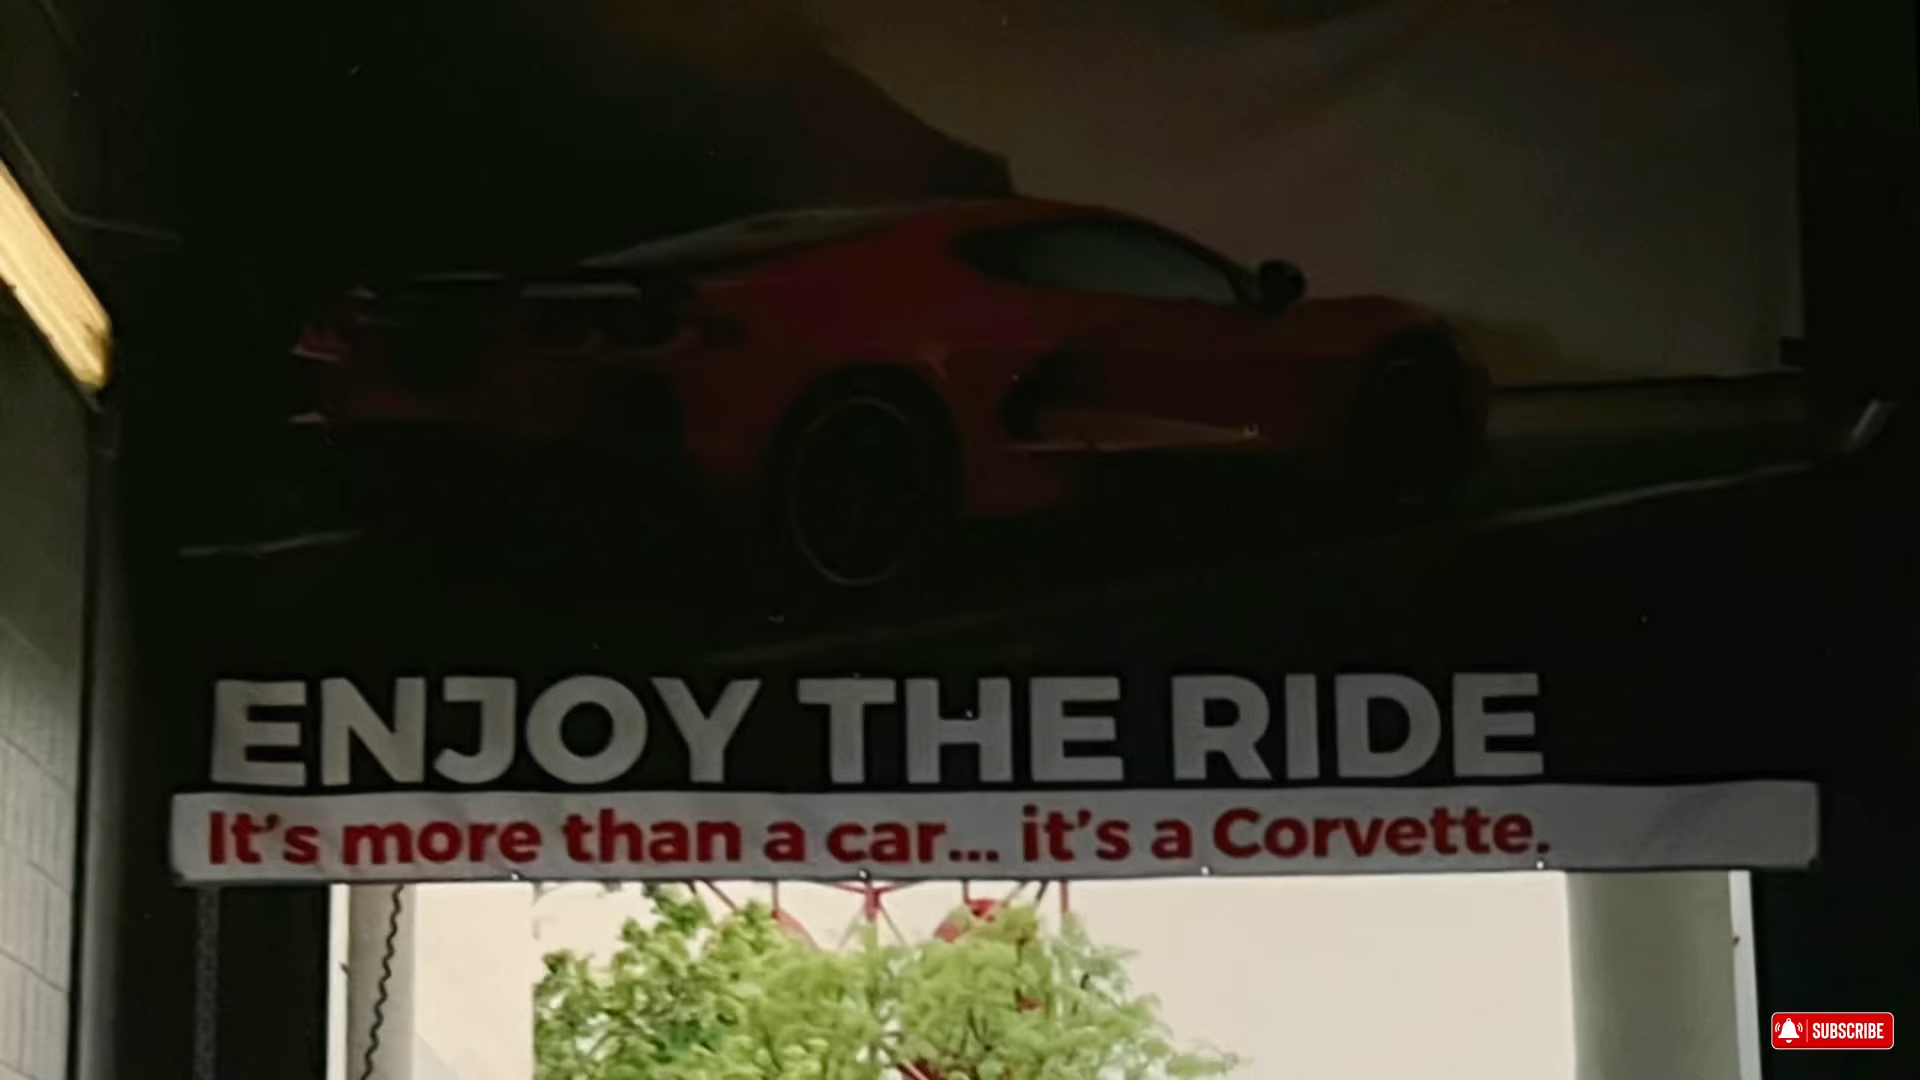 ENJOY THE RIDE
It's more than a car... it's a Corvette.
SUBSCRIBE